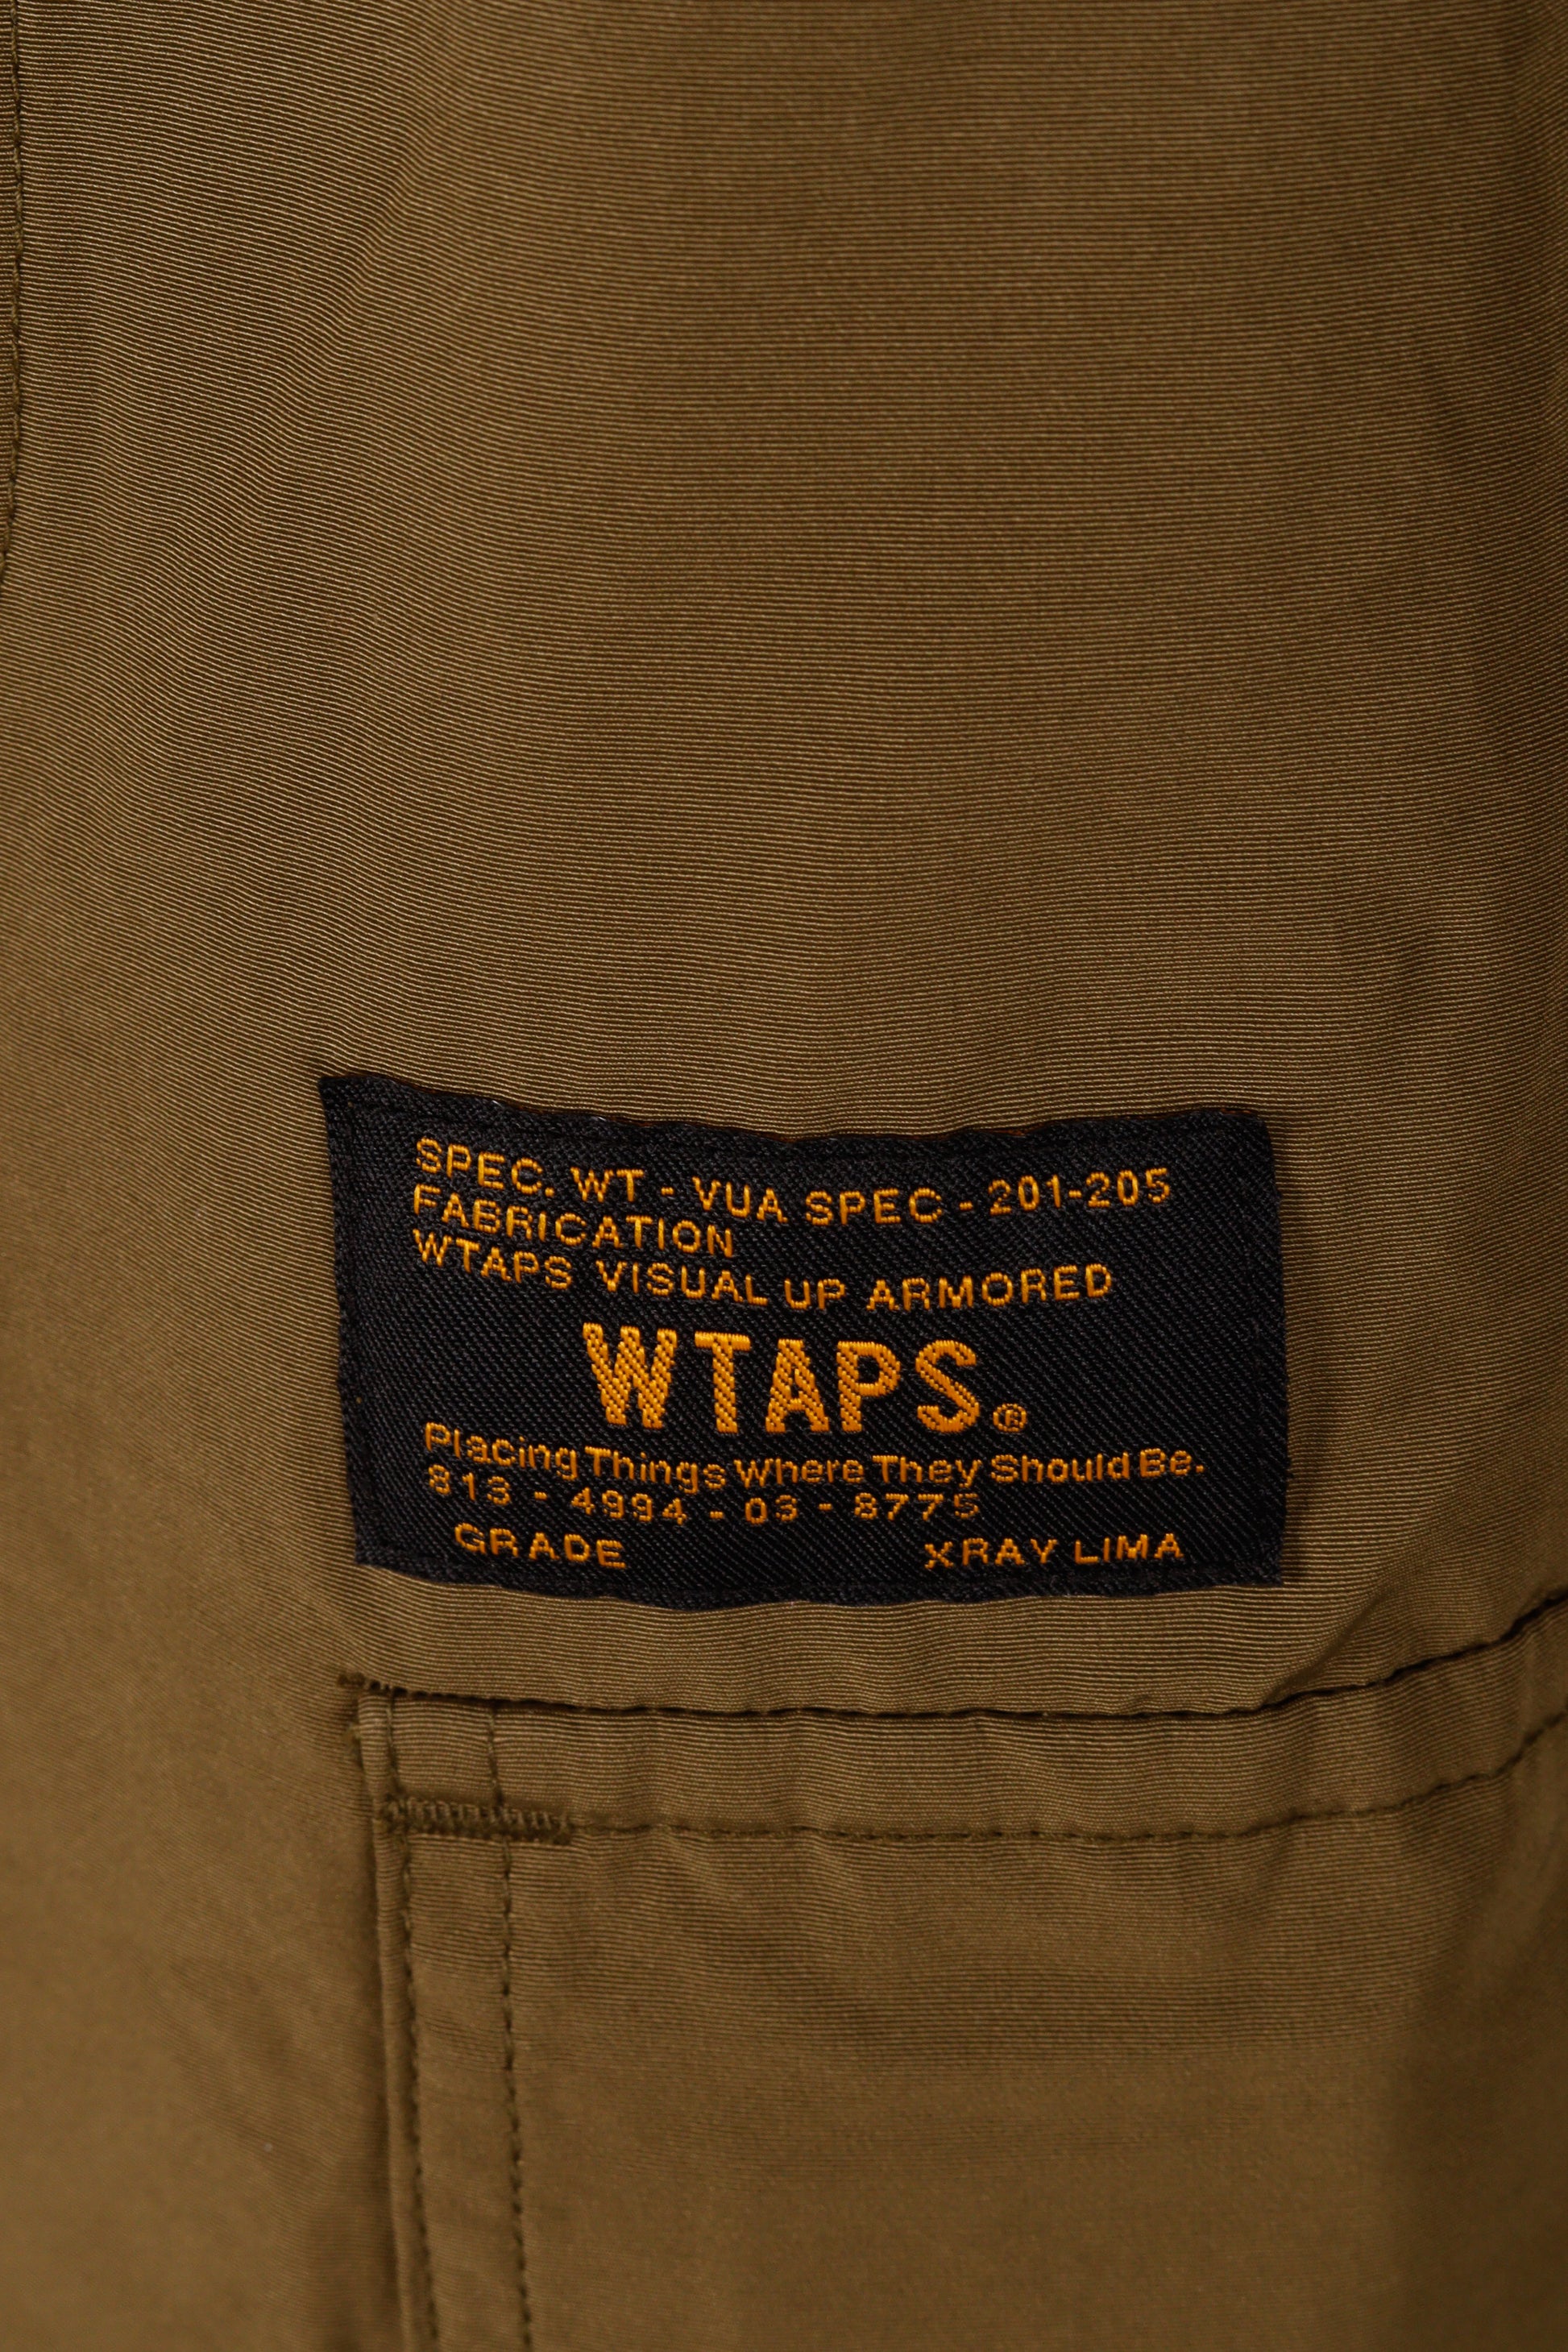 SPEC. WT - VUA SPEC - 201-205
FABRICATION
WTAPS VISUAL UP ARMORED
WTAPS®
Placing Things Where They Should Be.
813 - 4994 - 03 - 8775
GRADE XRAY LIMA